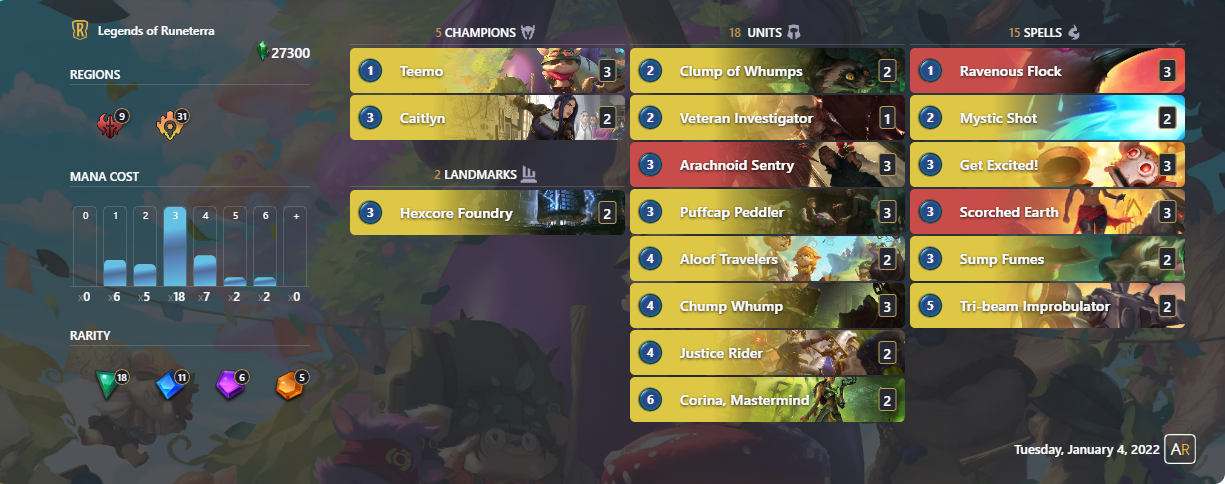 Legends of Runeterra
27300
REGIONS
9
31
MANA COST
0 1 2 3 4 5 6 +
x0 x6 x5 x18 x7 x2 x2 x0
RARITY
18
11
6
5
5 CHAMPIONS
1 Teemo 3
3 Caitlyn 2
2 LANDMARKS
3 Hexcore Foundry 2
18 UNITS
2 Clump of Whumps 2
2 Veteran Investigator 1
3 Arachnoid Sentry 3
3 Puffcap Peddler 3
4 Aloof Travelers 2
4 Chump Whump 3
4 Justice Rider 2
6 Corina, Mastermind 2
15 SPELLS
1 Ravenous Flock 3
2 Mystic Shot 2
3 Get Excited! 3
3 Scorched Earth 3
3 Sump Fumes 2
5 Tri-beam Improbulator 2
Tuesday, January 4, 2022 AR